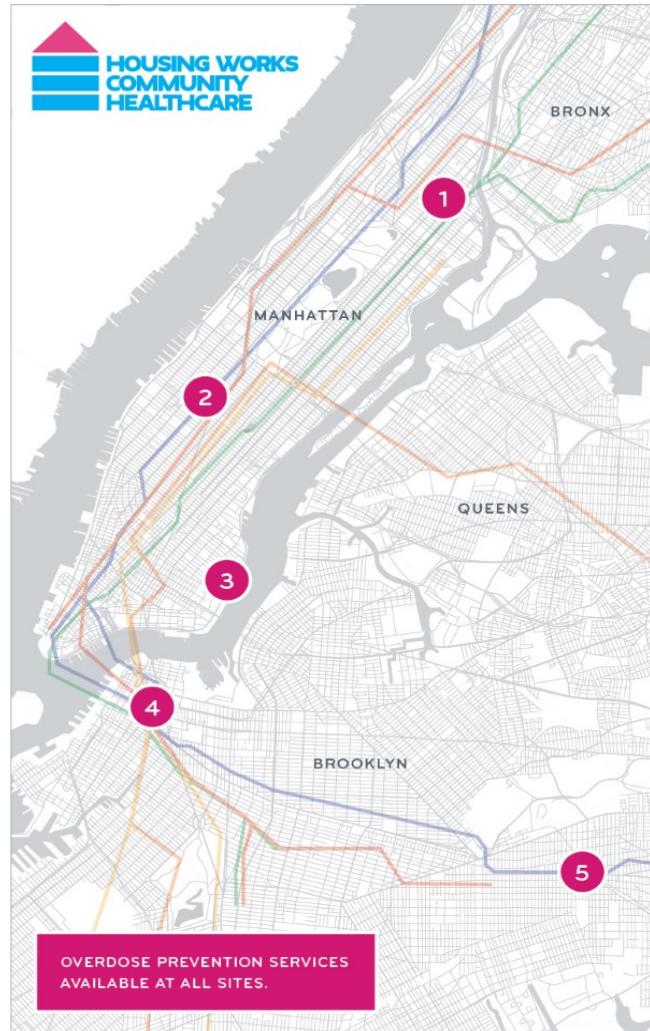 HOUSING WORKS
COMMUNITY
HEALTHCARE
BRONX
1
MANHATTAN
2
QUEENS
3
4
BROOKLYN
5
OVERDOSE PREVENTION SERVICES
AVAILABLE AT ALL SITES.